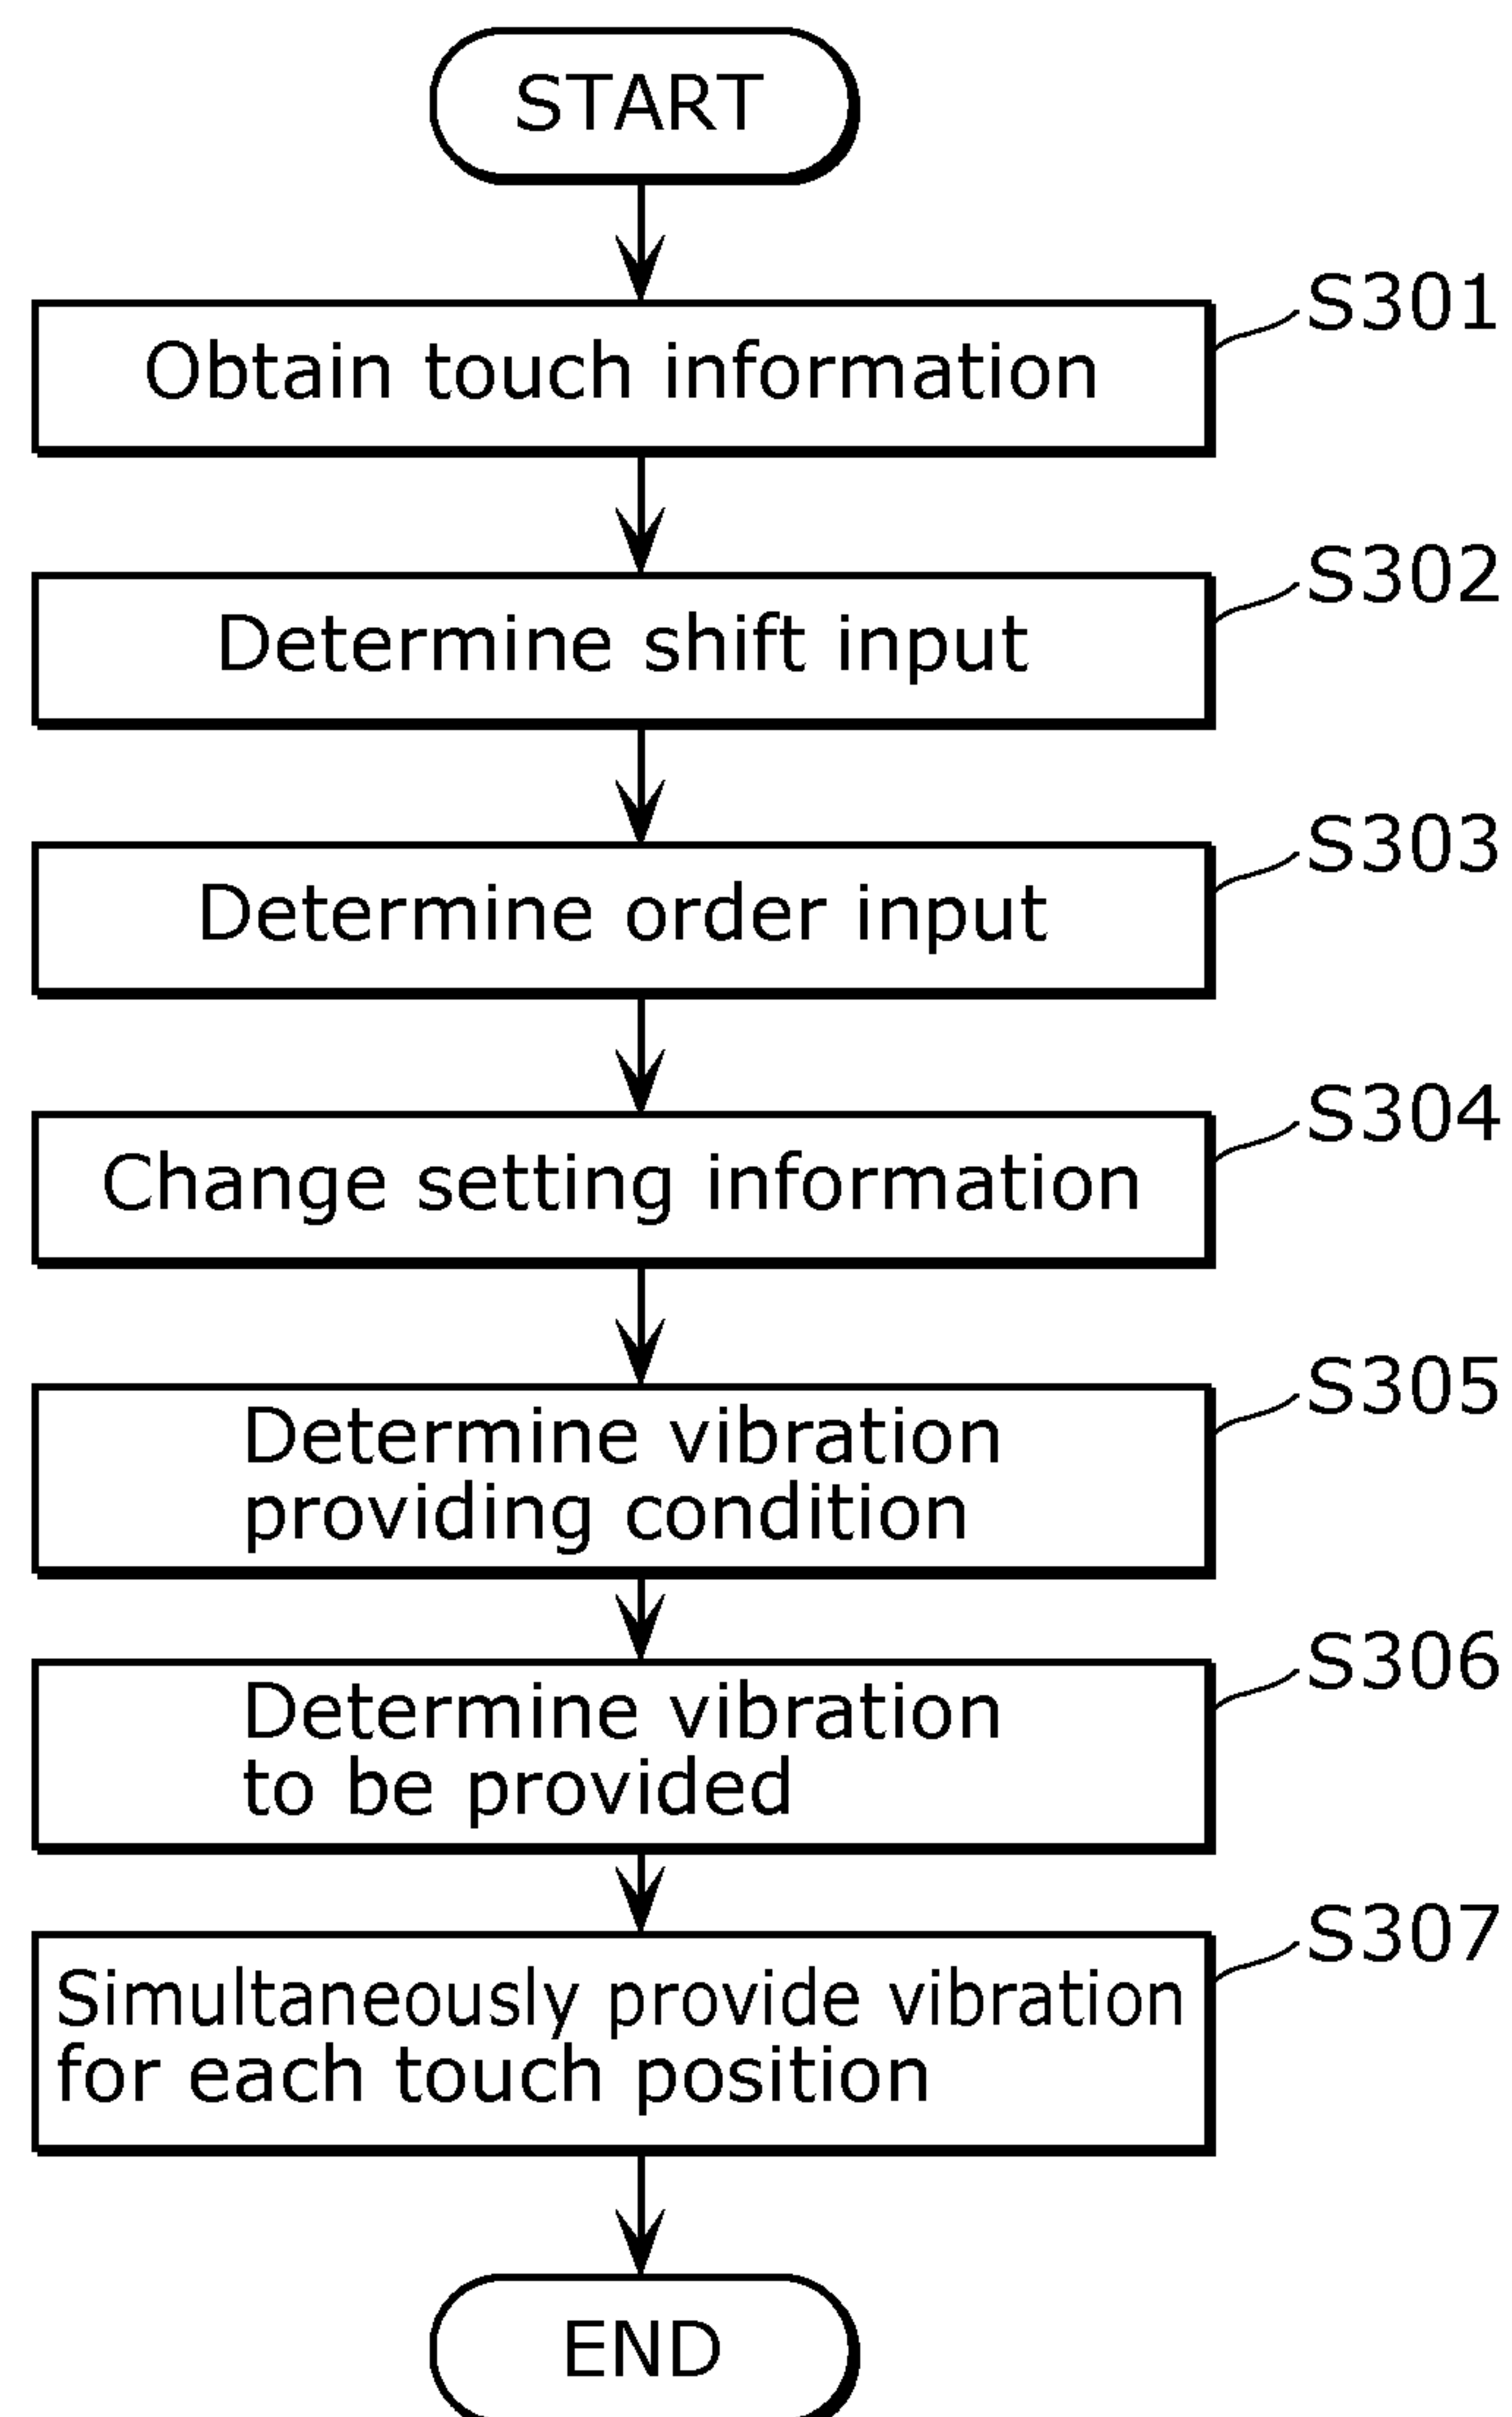 START
S301
Obtain touch information
S302
Determine shift input
S303
Determine order input
S304
Change setting information
S305
Determine vibration
providing condition
S306
Determine vibration
to be provided
S307
Simultaneously provide vibration
for each touch position
END